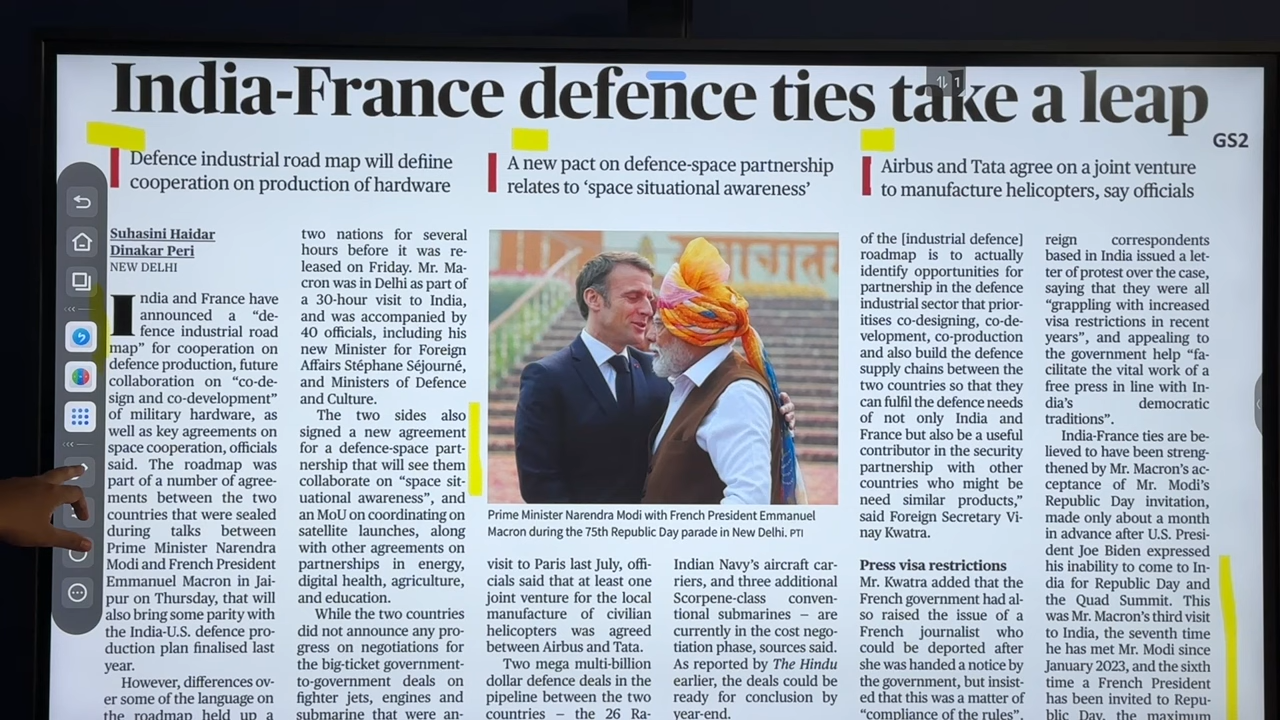 India-France defence ties take a leap
1
GS2
Defence industrial road map will defiine
cooperation on production of hardware
A new pact on defence-space partnership
relates to ‘space situational awareness’
Airbus and Tata agree on a joint venture
to manufacture helicopters, say officials
Suhasini Haidar
Dinakar Peri
NEW DELHI
India and France have
announced a “de-
fence industrial road
map” for cooperation on
defence production, future
collaboration on “co-de-
sign and co-development”
of military hardware, as
well as key agreements on
space cooperation, officials
said. The roadmap was
part of a number of agree-
ments between the two
countries that were sealed
during talks between
Prime Minister Narendra
Modi and French President
Emmanuel Macron in Jai-
pur on Thursday, that will
also bring some parity with
the India-U.S. defence pro-
duction plan finalised last
year.
However, differences ov-
er some of the language on
the roadmap held up a
two nations for several
hours before it was re-
leased on Friday. Mr. Ma-
cron was in Delhi as part of
a 30-hour visit to India,
and was accompanied by
40 officials, including his
new Minister for Foreign
Affairs Stéphane Séjourné,
and Ministers of Defence
and Culture.
The two sides also
signed a new agreement
for a defence-space part-
nership that will see them
collaborate on “space sit-
uational awareness”, and
an MoU on coordinating on
satellite launches, along
with other agreements on
partnerships in energy,
digital health, agriculture,
and education.
While the two countries
did not announce any pro-
gress on negotiations for
the big-ticket government-
to-government deals on
fighter jets, engines and
submarine that were an-
Prime Minister Narendra Modi with French President Emmanuel
Macron during the 75th Republic Day parade in New Delhi. PTI
visit to Paris last July, offi-
cials said that at least one
joint venture for the local
manufacture of civilian
helicopters was agreed
between Airbus and Tata.
Two mega multi-billion
dollar defence deals in the
pipeline between the two
countries – the 26 Ra-
Indian Navy’s aircraft car-
riers, and three additional
Scorpene-class conven-
tional submarines – are
currently in the cost nego-
tiation phase, sources said.
As reported by The Hindu
earlier, the deals could be
ready for conclusion by
year-end.
of the [industrial defence]
roadmap is to actually
identify opportunities for
partnership in the defence
industrial sector that prior-
itises co-designing, co-de-
velopment, co-production
and also build the defence
supply chains between the
two countries so that they
can fulfil the defence needs
of not only India and
France but also be a useful
contributor in the security
partnership with other
countries who might be
need similar products,”
said Foreign Secretary Vi-
nay Kwatra.
Press visa restrictions
Mr. Kwatra added that the
French government had al-
so raised the issue of a
French journalist who
could be deported after
she was handed a notice by
the government, but insist-
ed that this was a matter of
“compliance of the rules”.
reign correspondents
based in India issued a let-
ter of protest over the case,
saying that they were all
“grappling with increased
visa restrictions in recent
years”, and appealing to
the government help “fa-
cilitate the vital work of a
free press in line with In-
dia’s democratic
traditions”.
India-France ties are be-
lieved to have been streng-
thened by Mr. Macron’s ac-
ceptance of Mr. Modi’s
Republic Day invitation,
made only about a month
in advance after U.S. Presi-
dent Joe Biden expressed
his inability to come to In-
dia for Republic Day and
the Quad Summit. This
was Mr. Macron’s third visit
to India, the seventh time
he has met Mr. Modi since
January 2023, and the sixth
time a French President
has been invited to Repu-
blic Day, the maximum